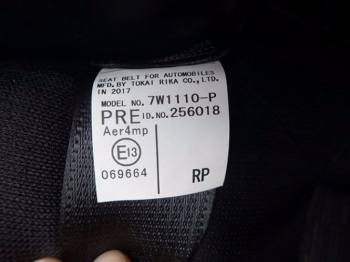 SEAT BELT FOR AUTOMOBILES
MFD. BY TOKAI RIKA CO., LTD.
IN 2017
MODEL NO. 7W1110-P
PRE ID.NO. 256018
Aer4mp
E13
069664
RP